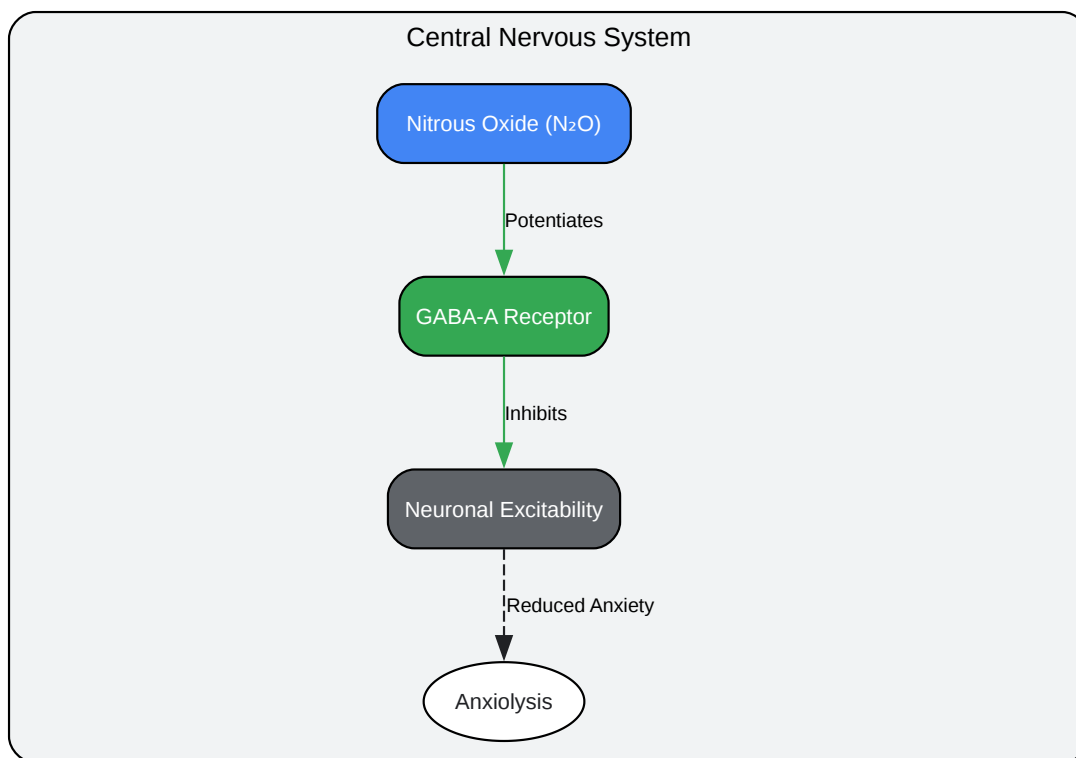 Central Nervous System
Nitrous Oxide (N₂O)
Potentiates
GABA-A Receptor
Inhibits
Neuronal Excitability
Reduced Anxiety
Anxiolysis